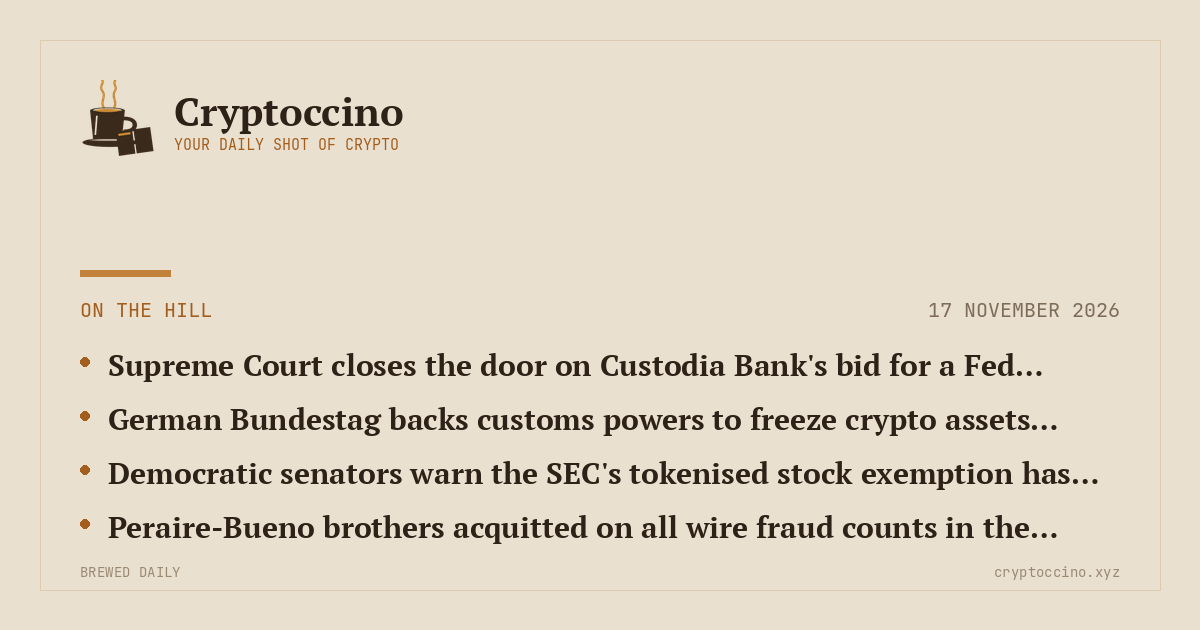 Cryptoccino
YOUR DAILY SHOT OF CRYPTO
ON THE HILL
17 NOVEMBER 2026
Supreme Court closes the door on Custodia Bank's bid for a Fed…
German Bundestag backs customs powers to freeze crypto assets…
Democratic senators warn the SEC's tokenised stock exemption has…
Peraire-Bueno brothers acquitted on all wire fraud counts in the…
BREWED DAILY
cryptoccino.xyz